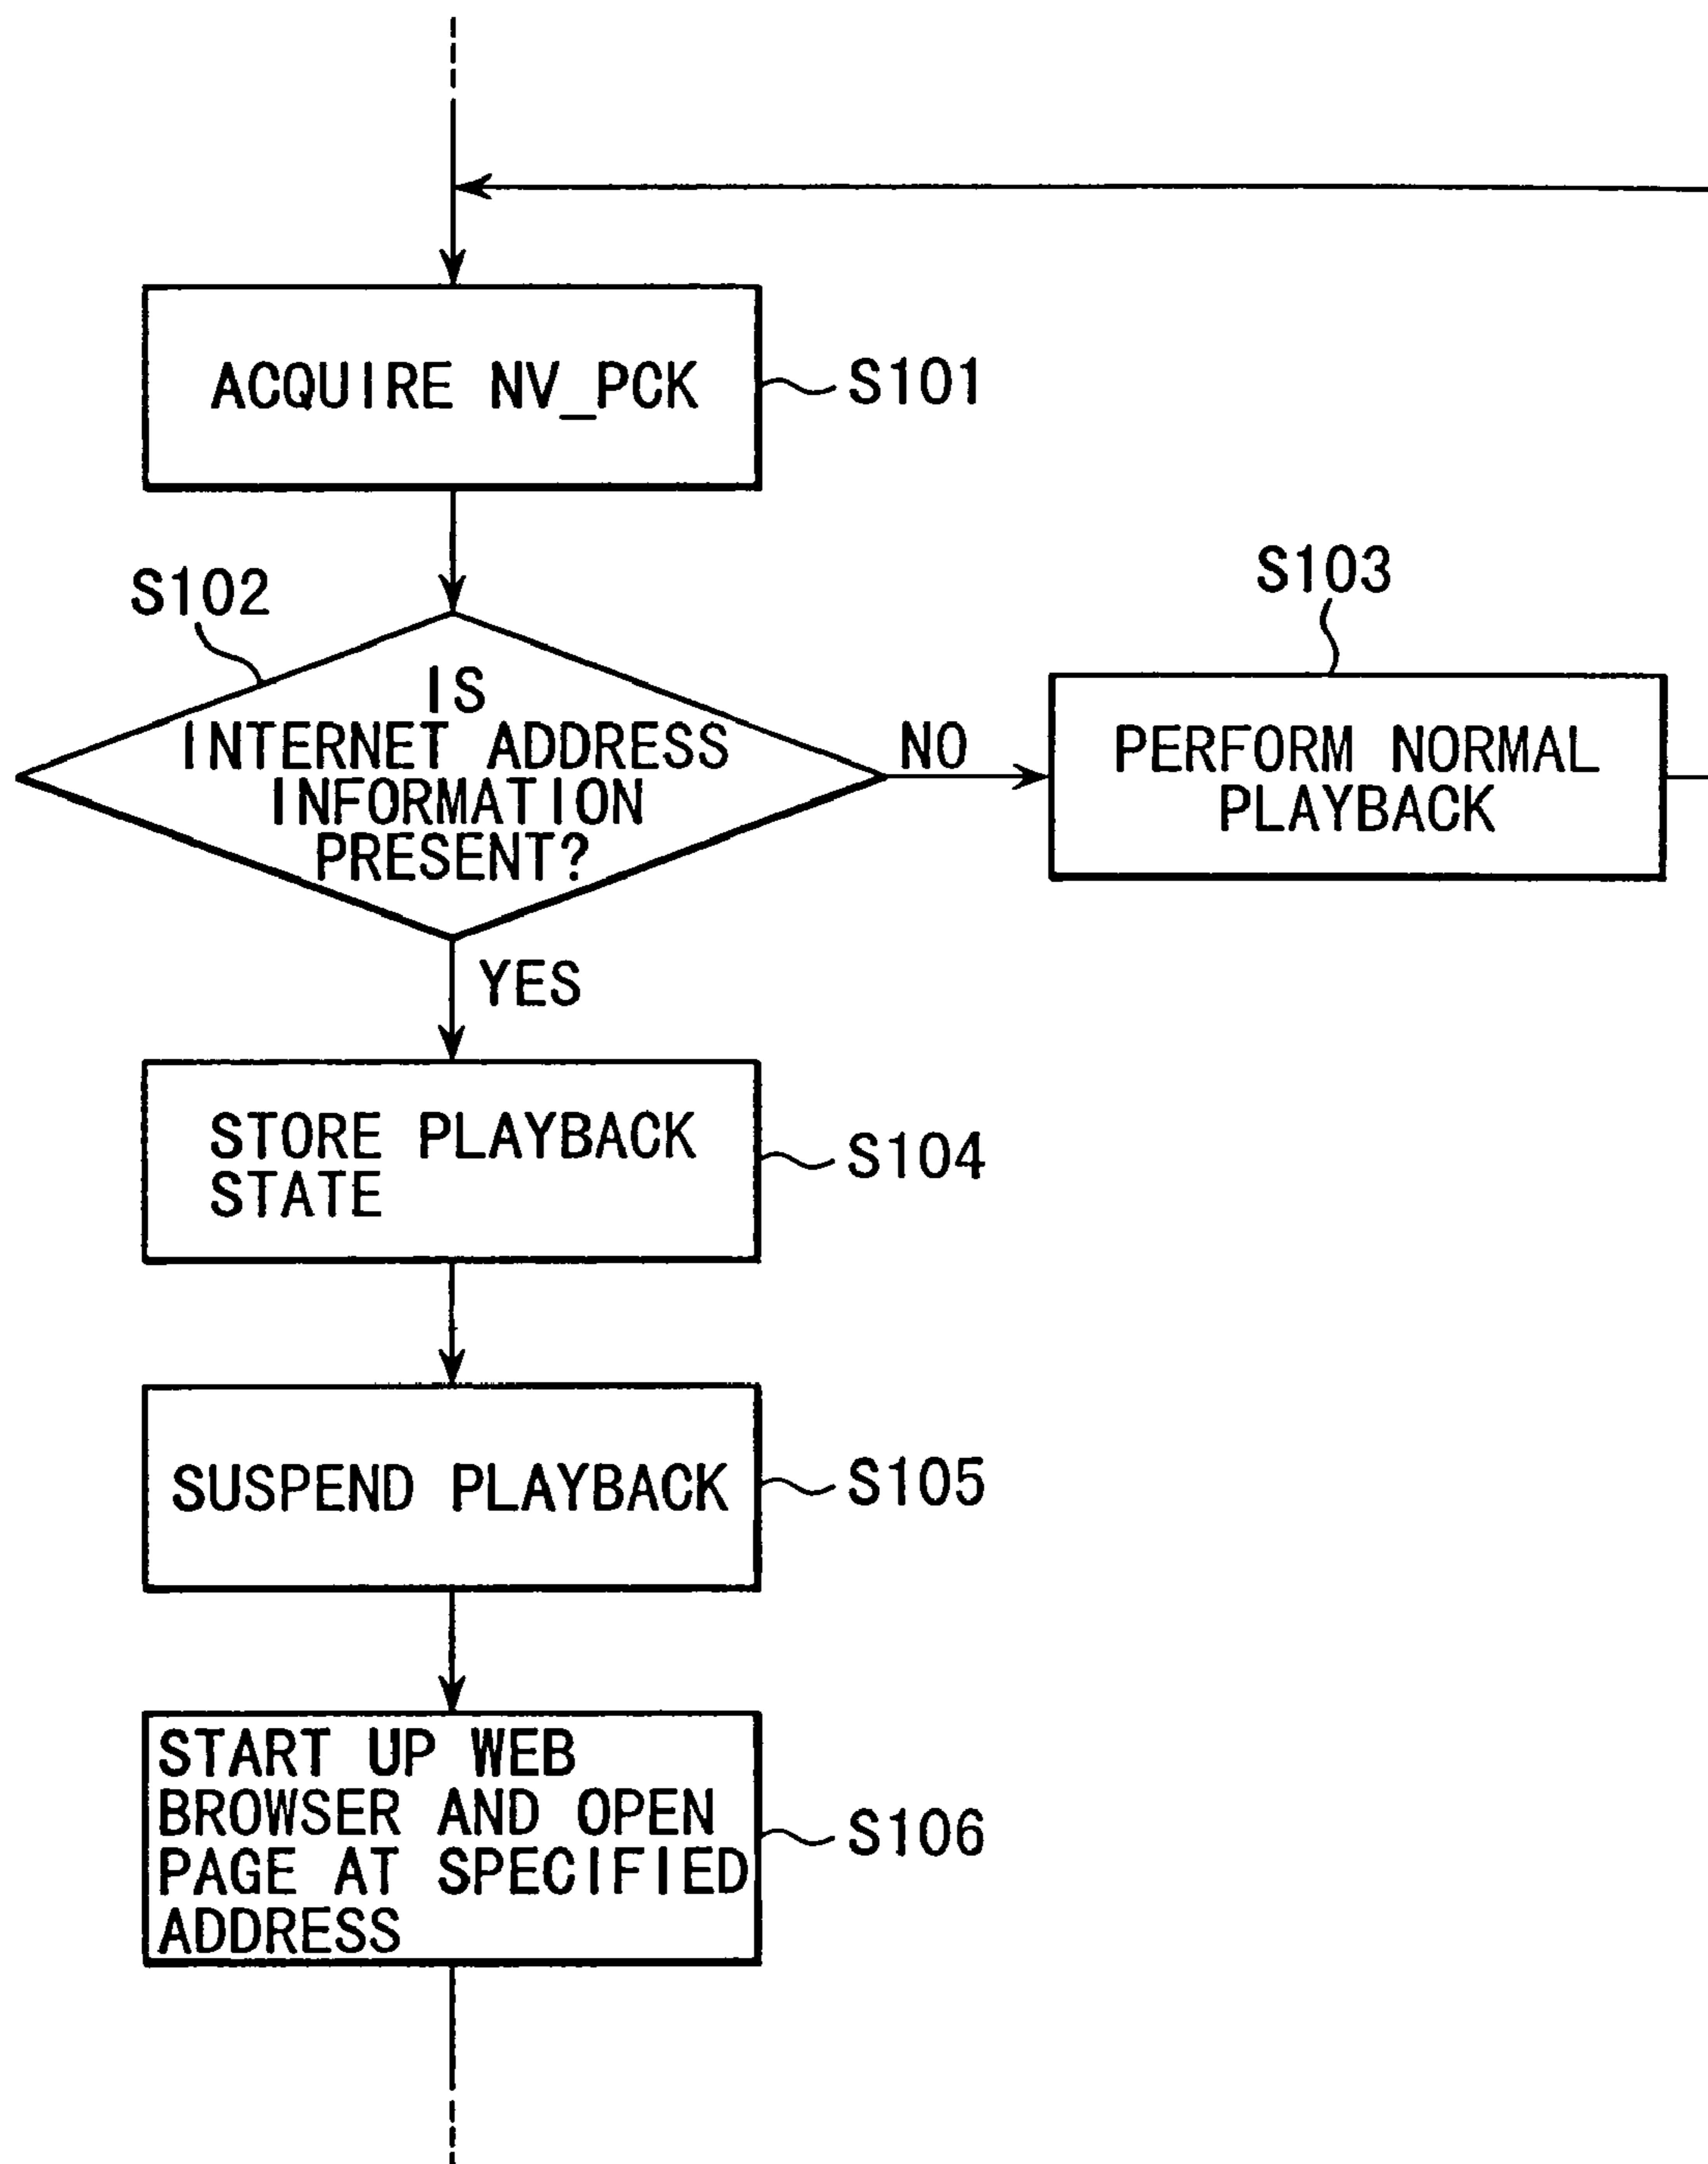 ACQUIRE NV_PCK
S101
S102
IS
INTERNET ADDRESS
INFORMATION
PRESENT?
NO
S103
PERFORM NORMAL
PLAYBACK
YES
STORE PLAYBACK
STATE
S104
SUSPEND PLAYBACK
S105
START UP WEB
BROWSER AND OPEN
PAGE AT SPECIFIED
ADDRESS
S106